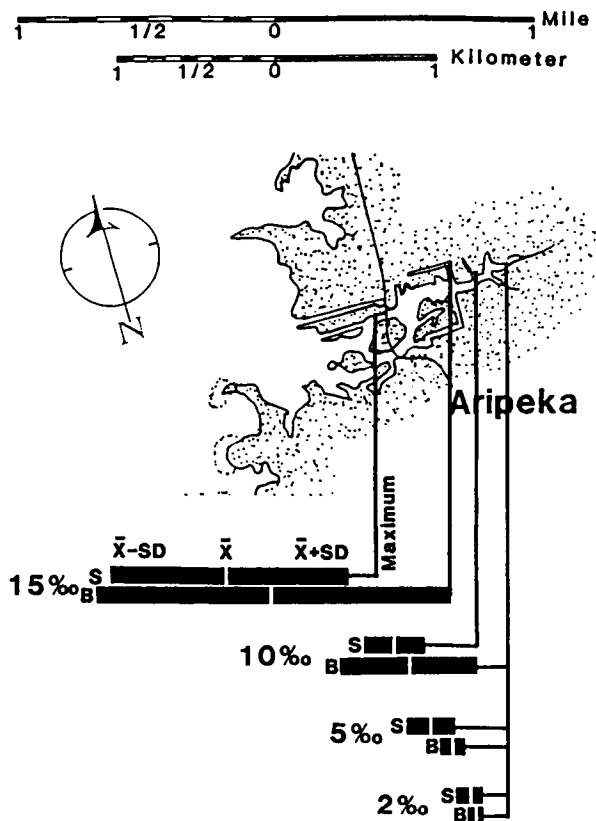 Mile
1 1/2 0 1
Kilometer
1 1/2 0 1
N
Aripeka
Maximum
X̄-SD X̄ X̄+SD
S
15‰ B
S
10‰ B
5‰ S
B
2‰ S
B